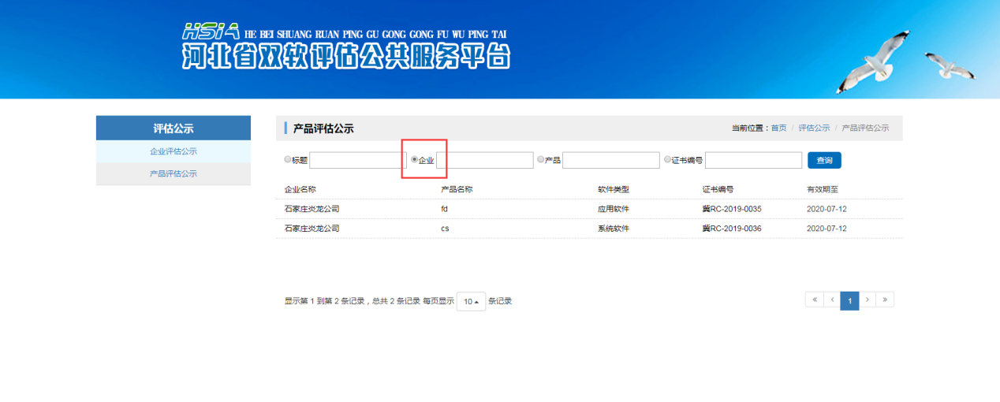 HSIA HE BEI SHUANG RUAN PING GU GONG GONG FU WU PING TAI
河北省双软评估公共服务平台
评估公示
企业评估公示
产品评估公示
产品评估公示 当前位置：首页 / 评估公示 / 产品评估公示
标题 企业 产品 证书编号 查询
企业名称 产品名称 软件类型 证书编号 有效期至
石家庄炎龙公司 fd 应用软件 冀RC-2019-0035 2020-07-12
石家庄炎龙公司 cs 系统软件 冀RC-2019-0036 2020-07-12
显示第 1 到第 2 条记录，总共 2 条记录 每页显示 10 条记录 « ‹ 1 › »